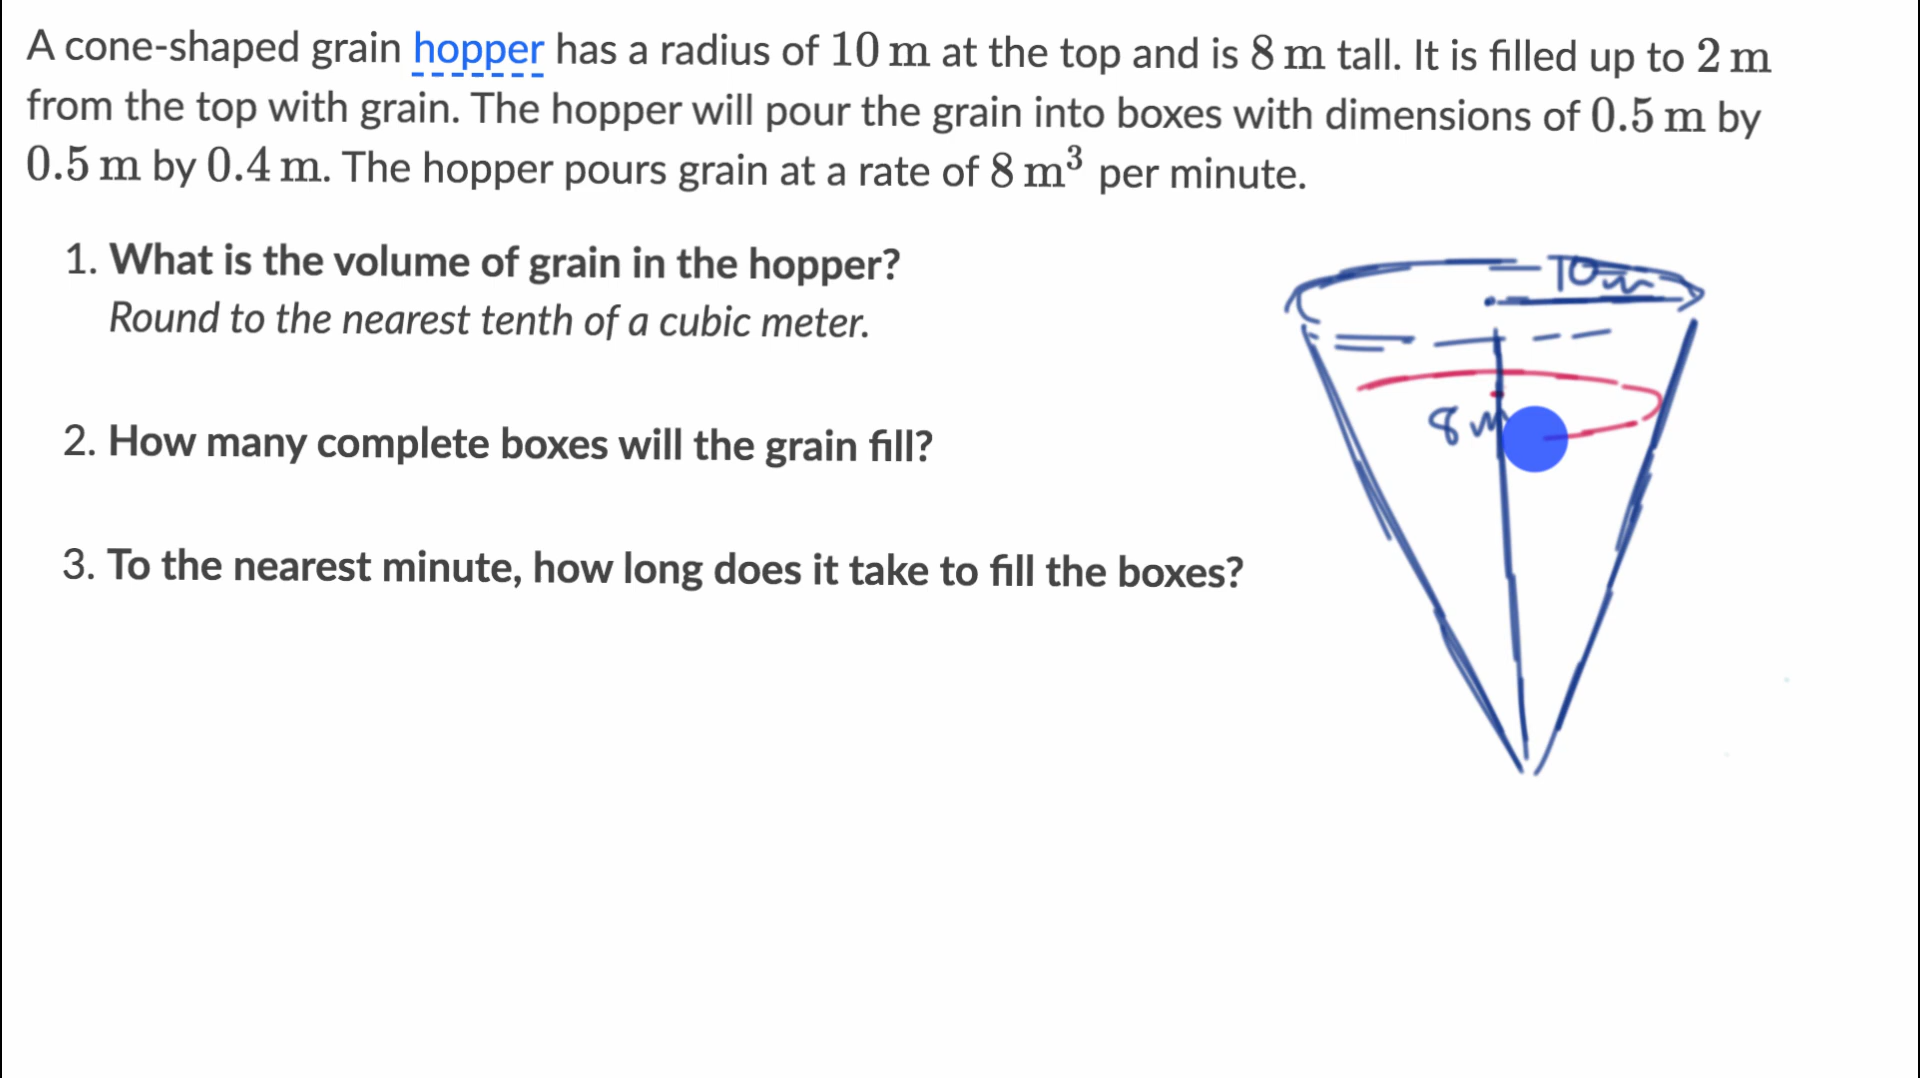 A cone-shaped grain hopper has a radius of 10 m at the top and is 8 m tall. It is filled up to 2 m
from the top with grain. The hopper will pour the grain into boxes with dimensions of 0.5 m by
0.5 m by 0.4 m. The hopper pours grain at a rate of 8 m³ per minute.
1. What is the volume of grain in the hopper?
Round to the nearest tenth of a cubic meter.
10m
8m
2. How many complete boxes will the grain fill?
3. To the nearest minute, how long does it take to fill the boxes?